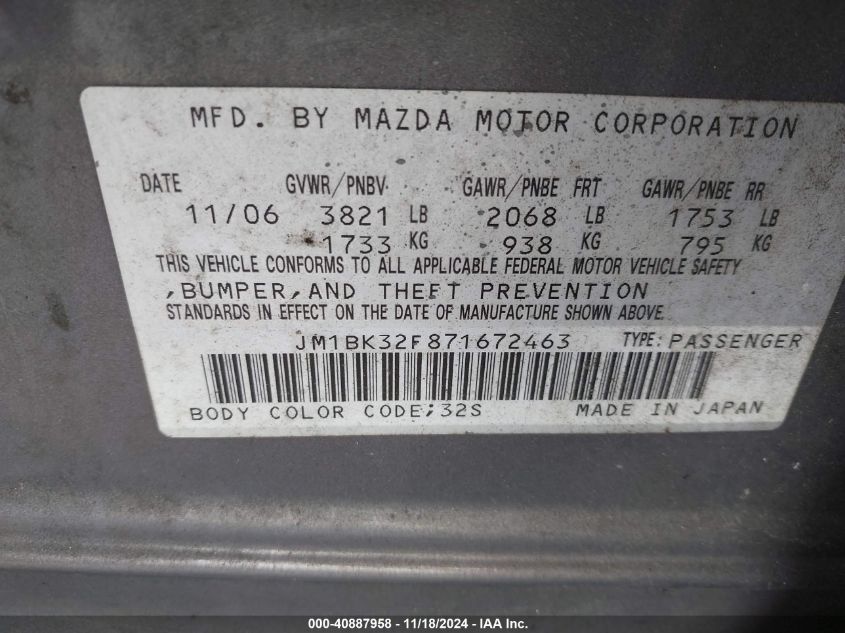 MFD. BY MAZDA MOTOR CORPORATION
DATE GVWR/PNBV GAWR/PNBE FRT GAWR/PNBE RR
11/06 3821 LB 2068 LB 1753 LB
1733 KG 938 KG 795 KG
THIS VEHICLE CONFORMS TO ALL APPLICABLE FEDERAL MOTOR VEHICLE SAFETY
,BUMPER,AND THEFT PREVENTION
STANDARDS IN EFFECT ON THE DATE OF MANUFACTURE SHOWN ABOVE.
JM1BK32F871672463 TYPE: PASSENGER
BODY COLOR CODE;32S MADE IN JAPAN
000-40887958 - 11/18/2024 - IAA Inc.